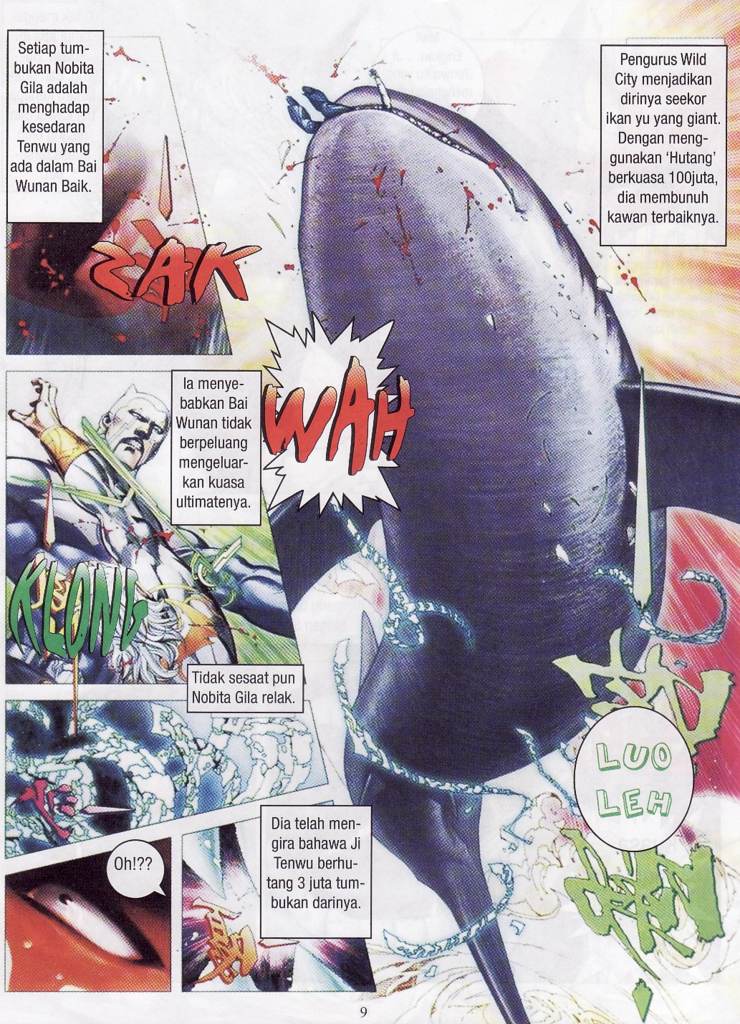 Setiap tum-
bukan Nobita
Gila adalah
menghadap
kesedaran
Tenwu yang
ada dalam Bai
Wunan Baik.
Pengurus Wild
City menjadikan
dirinya seekor
ikan yu yang giant.
Dengan meng-
gunakan ‘Hutang’
berkuasa 100juta,
dia membunuh
kawan terbaiknya.
ZAK
WAH
Ia menye-
babkan Bai
Wunan tidak
berpeluang
mengeluar-
kan kuasa
ultimatenya.
KLONG
Tidak sesaat pun
Nobita Gila relak.
LUO
LEH
Dia telah men-
gira bahawa Ji
Tenwu berhu-
tang 3 juta tum-
bukan darinya.
Oh!??
9